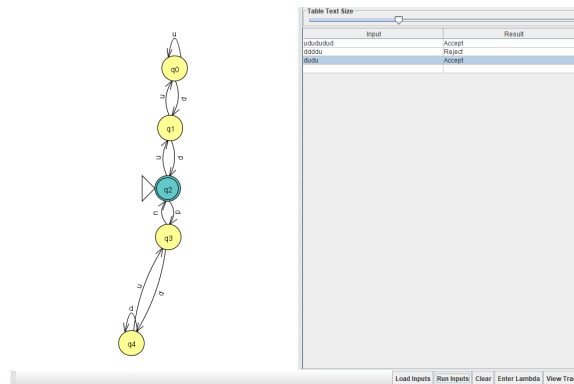 Table Text Size
Input Result
udududud Accept
ddddu Reject
dudu Accept
u
q0
u d
q1
u d
q2
u d
q3
u d
d
q4
Load Inputs Run Inputs Clear Enter Lambda View Tra